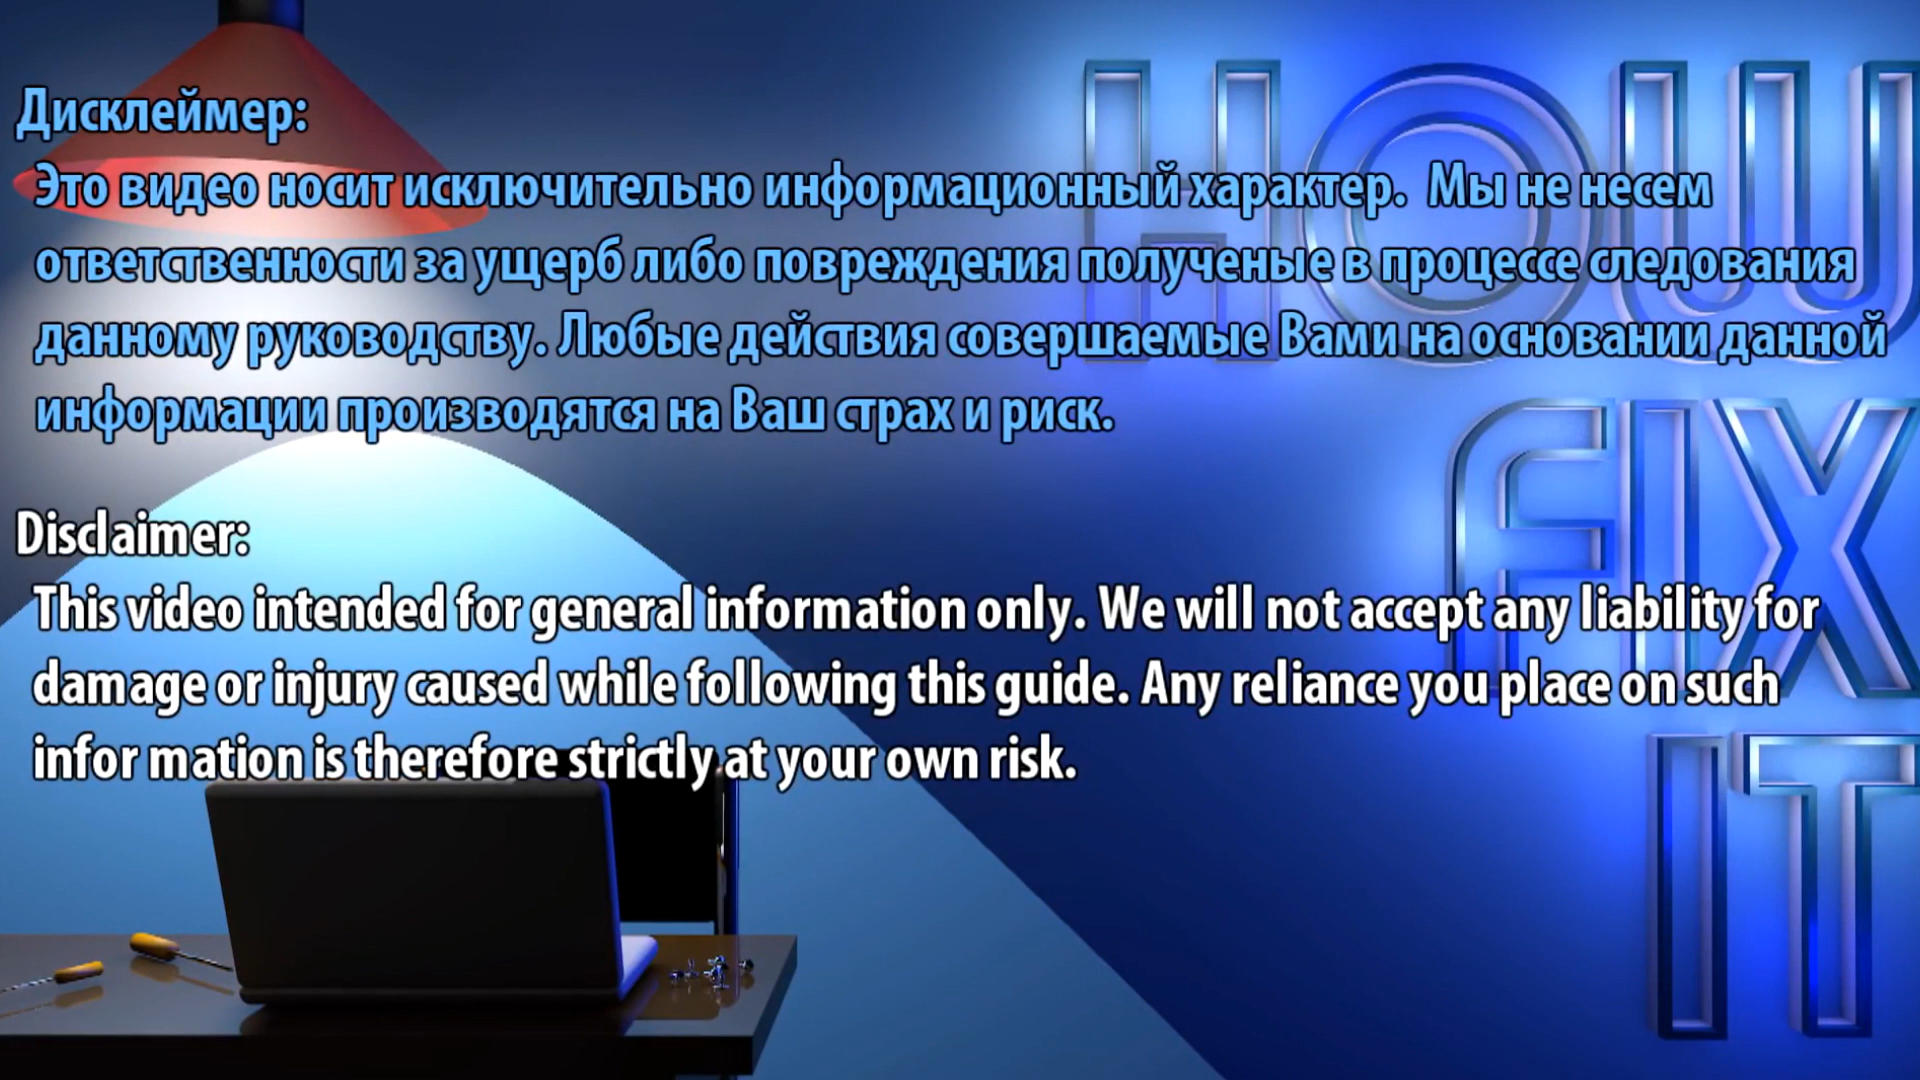 Дисклеймер:
Это видео носит исключительно информационный характер. Мы не несем
ответственности за ущерб либо повреждения полученые в процессе следования
данному руководству. Любые действия совершаемые Вами на основании данной
информации производятся на Ваш страх и риск.
Disclaimer:
This video intended for general information only. We will not accept any liability for
damage or injury caused while following this guide. Any reliance you place on such
infor mation is therefore strictly at your own risk.
HOW
FIX
IT